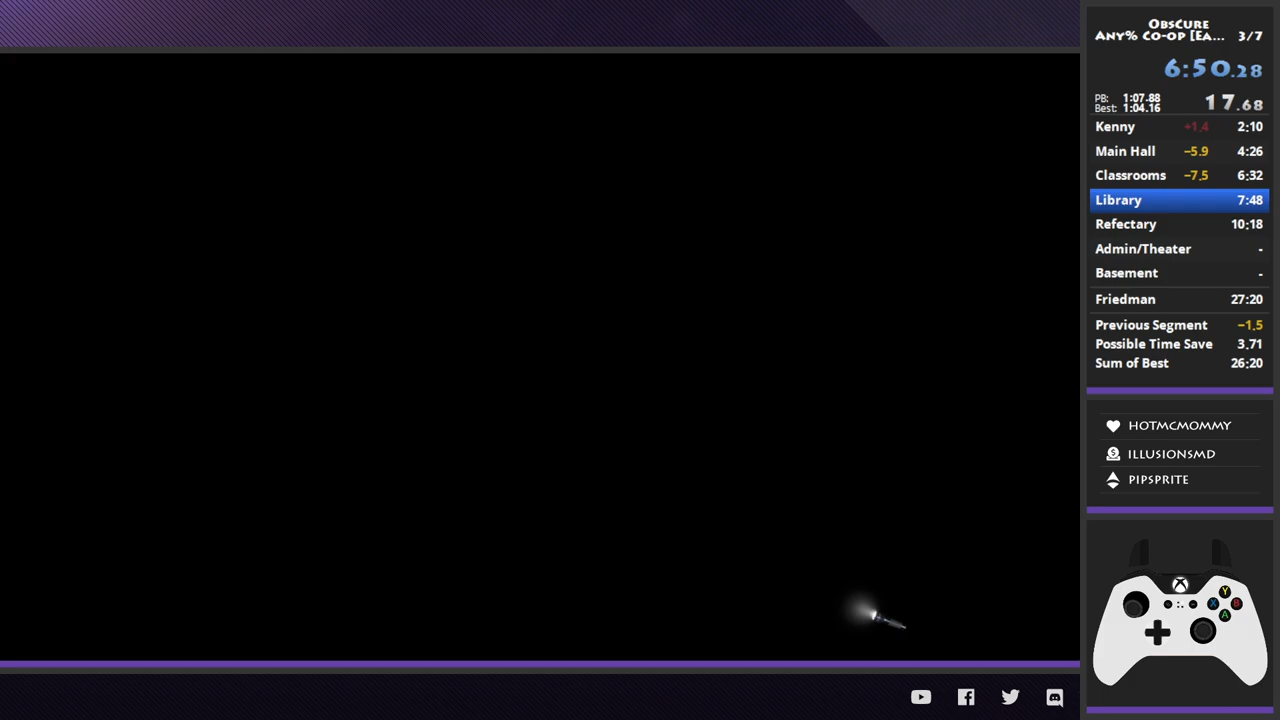 ObsCure
Any% Co-op [Ea... 3/7
6:50.28
PB: 1:07.88
Best: 1:04.16
17.68
Kenny +1.4 2:10
Main Hall −5.9 4:26
Classrooms −7.5 6:32
Library 7:48
Refectary 10:18
Admin/Theater -
Basement -
Friedman 27:20
Previous Segment −1.5
Possible Time Save 3.71
Sum of Best 26:20
HOTMCMOMMY
ILLUSIONSMD
PIPSPRITE
Y
X B
A